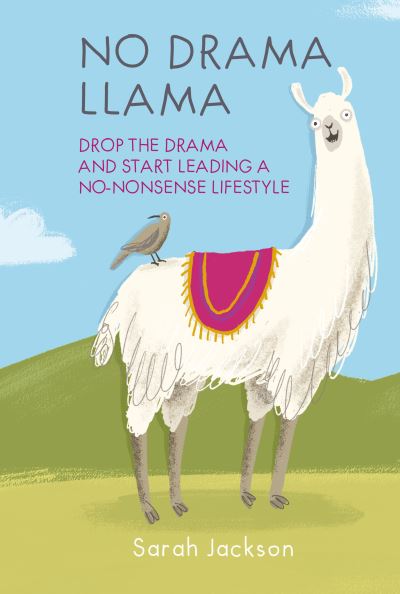 NO DRAMA
LLAMA
DROP THE DRAMA
AND START LEADING A
NO-NONSENSE LIFESTYLE
Sarah Jackson